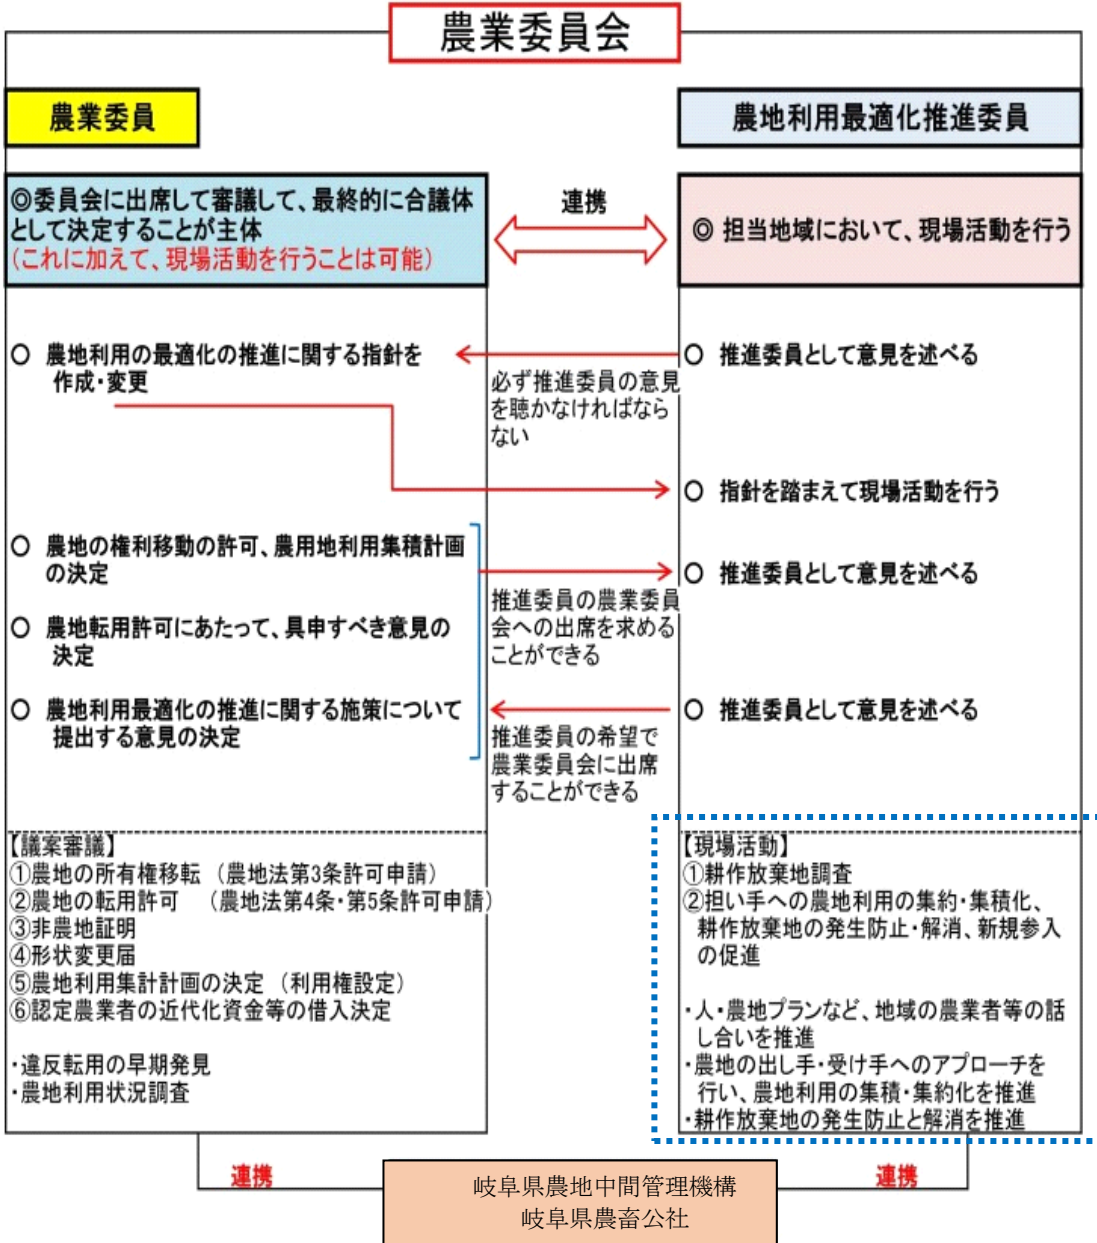 農業委員会
農業委員
◎委員会に出席して審議して、最終的に合議体
として決定することが主体
(これに加えて、現場活動を行うことは可能)
連携
農地利用最適化推進委員
◎ 担当地域において、現場活動を行う
○ 農地利用の最適化の推進に関する指針を
作成・変更
必ず推進委員の意見
を聴かなければなら
ない
○ 推進委員として意見を述べる
○ 指針を踏まえて現場活動を行う
○ 農地の権利移動の許可、農用地利用集積計画
の決定
○ 農地転用許可にあたって、具申すべき意見の
決定
○ 農地利用最適化の推進に関する施策について
提出する意見の決定
推進委員の農業委員
会への出席を求める
ことができる
○ 推進委員として意見を述べる
推進委員の希望で
農業委員会に出席
することができる
○ 推進委員として意見を述べる
【議案審議】
①農地の所有権移転 (農地法第3条許可申請)
②農地の転用許可 (農地法第4条・第5条許可申請)
③非農地証明
④形状変更届
⑤農地利用集計計画の決定 (利用権設定)
⑥認定農業者の近代化資金等の借入決定
・違反転用の早期発見
・農地利用状況調査
【現場活動】
①耕作放棄地調査
②担い手への農地利用の集約・集積化、
耕作放棄地の発生防止・解消、新規参入
の促進
・人・農地プランなど、地域の農業者等の話
し合いを推進
・農地の出し手・受け手へのアプローチを
行い、農地利用の集積・集約化を推進
・耕作放棄地の発生防止と解消を推進
連携
岐阜県農地中間管理機構
岐阜県農畜公社
連携